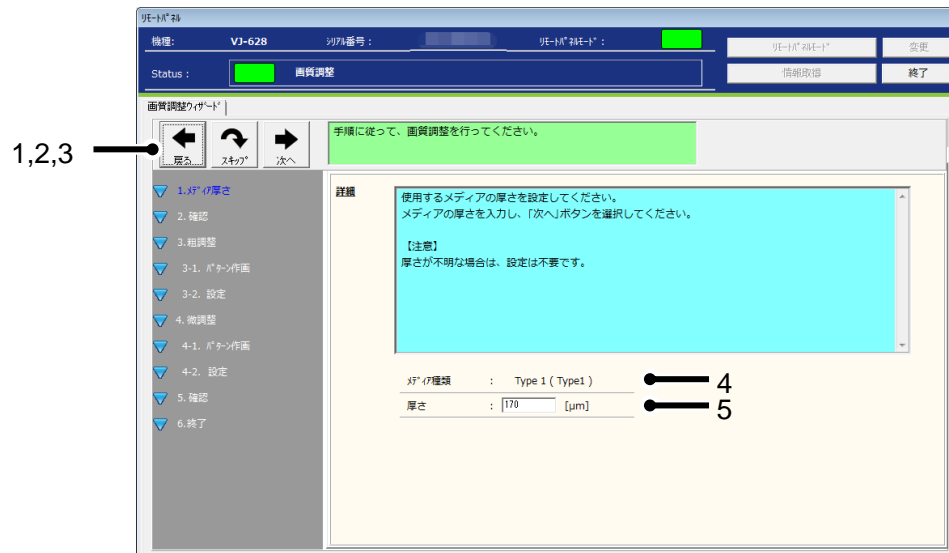 リモートパネル
機種: VJ-628 シリアル番号: リモートパネルモード:
リモートパネルモード 変更
Status: 画質調整
情報取得 終了
画質調整ウィザード
1,2,3
戻る スキップ 次へ
手順に従って、画質調整を行ってください。
1.メディア厚さ
2. 確認
3.粗調整
3-1. パターン作画
3-2. 設定
4. 微調整
4-1. パターン作画
4-2. 設定
5. 確認
6.終了
詳細
使用するメディアの厚さを設定してください。
メディアの厚さを入力し、「次へ」ボタンを選択してください。
【注意】
厚さが不明な場合は、設定は不要です。
メディア種類 : Type 1 ( Type1 )
4
厚さ : 170 [μm]
5